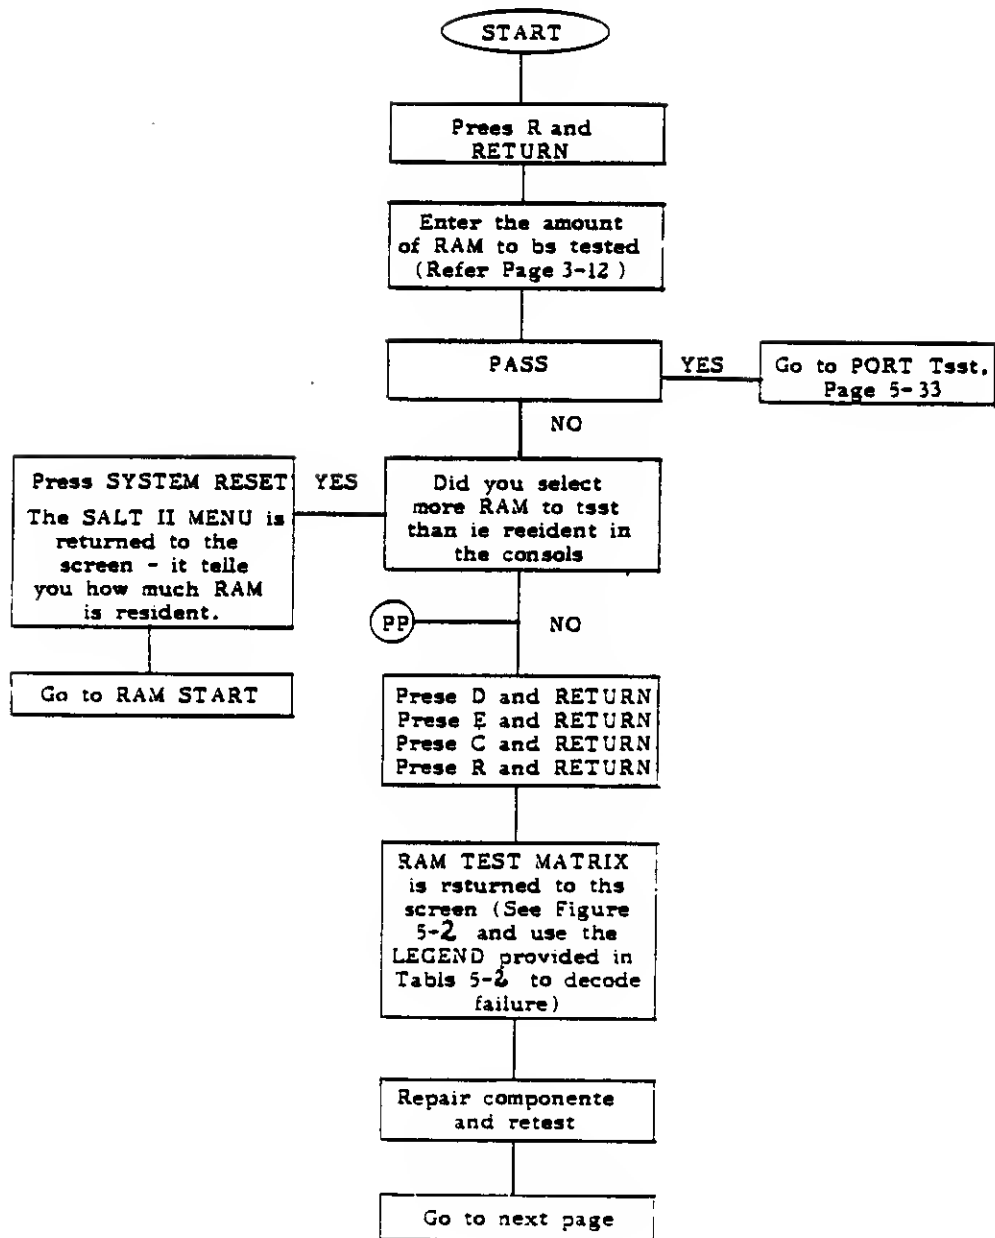 START
Prees R and
RETURN
Enter the amount
of RAM to bs tested
(Refer Page 3-12 )
PASS
YES
Go to PORT Tsst,
Page 5-33
NO
Did you select
more RAM to tsst
than ie reeident in
the consols
YES
Press SYSTEM RESET
The SALT II MENU is
returned to the
screen - it telle
you how much RAM
is resident.
Go to RAM START
PP
NO
Prese D and RETURN
Prese E and RETURN
Prese C and RETURN
Prese R and RETURN
RAM TEST MATRIX
is rsturned to ths
screen (See Figure
5-2 and use the
LEGEND provided in
Tabls 5-2 to decode
failure)
Repair componente
and retest
Go to next page